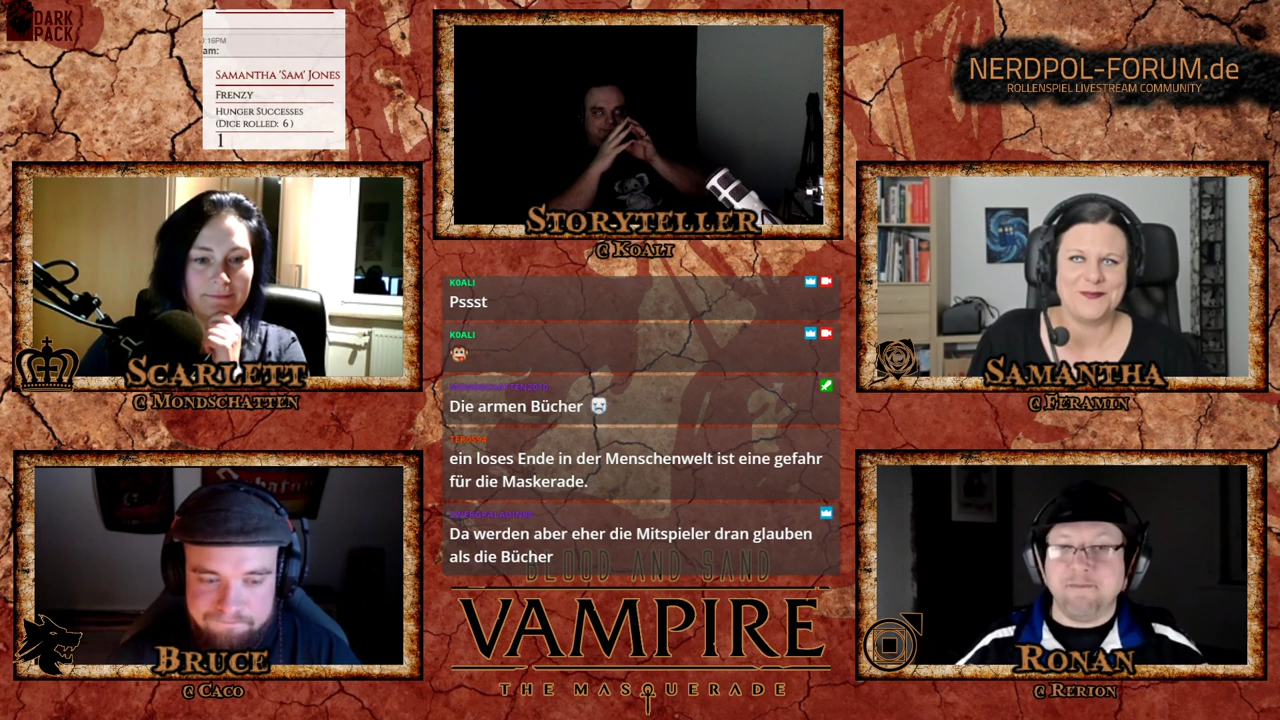 DARK
PACK
:16PM
am:
SAMANTHA 'SAM' JONES
FRENZY
HUNGER SUCCESSES
(DICE ROLLED: 6 )
1
NERDPOL-FORUM.de
ROLLENSPIEL LIVESTREAM COMMUNITY
STORYTELLER
@ KOALI
SCARLETT
@ MONDSCHATTEN
SAMANTHA
@ FERAMIN
K0ALI
Pssst
K0ALI
Die armen Bücher
ein loses Ende in der Menschenwelt ist eine gefahr
für die Maskerade.
Da werden aber eher die Mitspieler dran glauben
als die Bücher
BLOOD AND SAND
VAMPIRE
THE MASQUERADE
BRUCE
@ CACO
RONAN
@ RERION